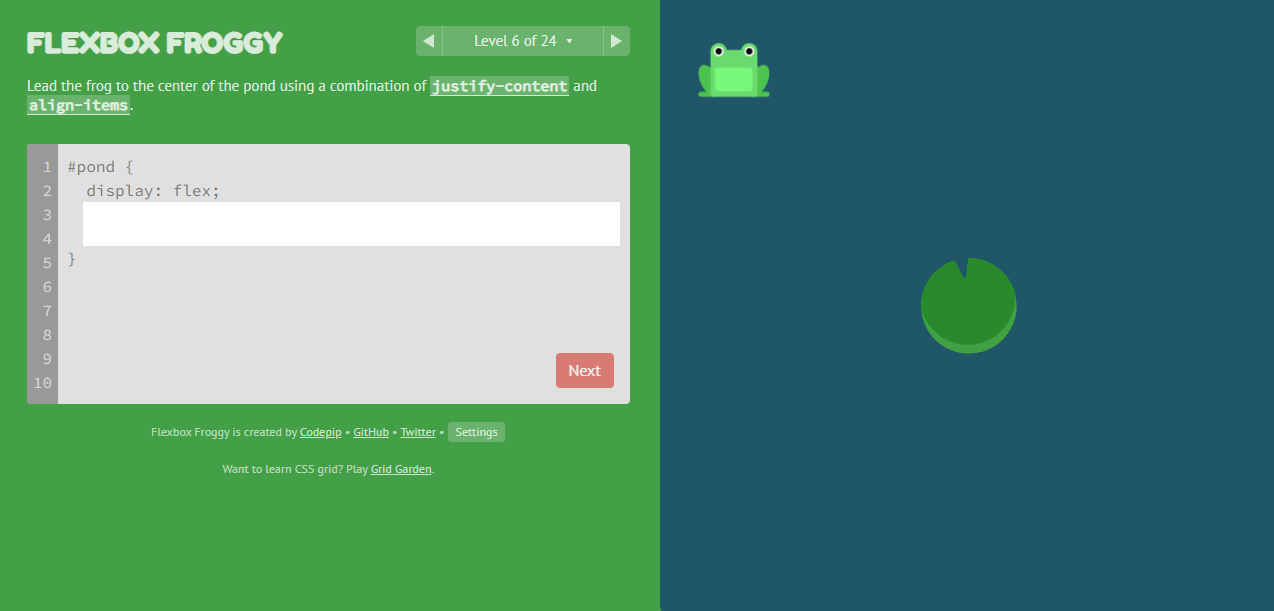 FLEXBOX FROGGY
Level 6 of 24
Lead the frog to the center of the pond using a combination of justify-content and
align-items.
1 #pond {
2 display: flex;
3
4
5 }
6
7
8
9
10
Next
Flexbox Froggy is created by Codepip • GitHub • Twitter • Settings
Want to learn CSS grid? Play Grid Garden.